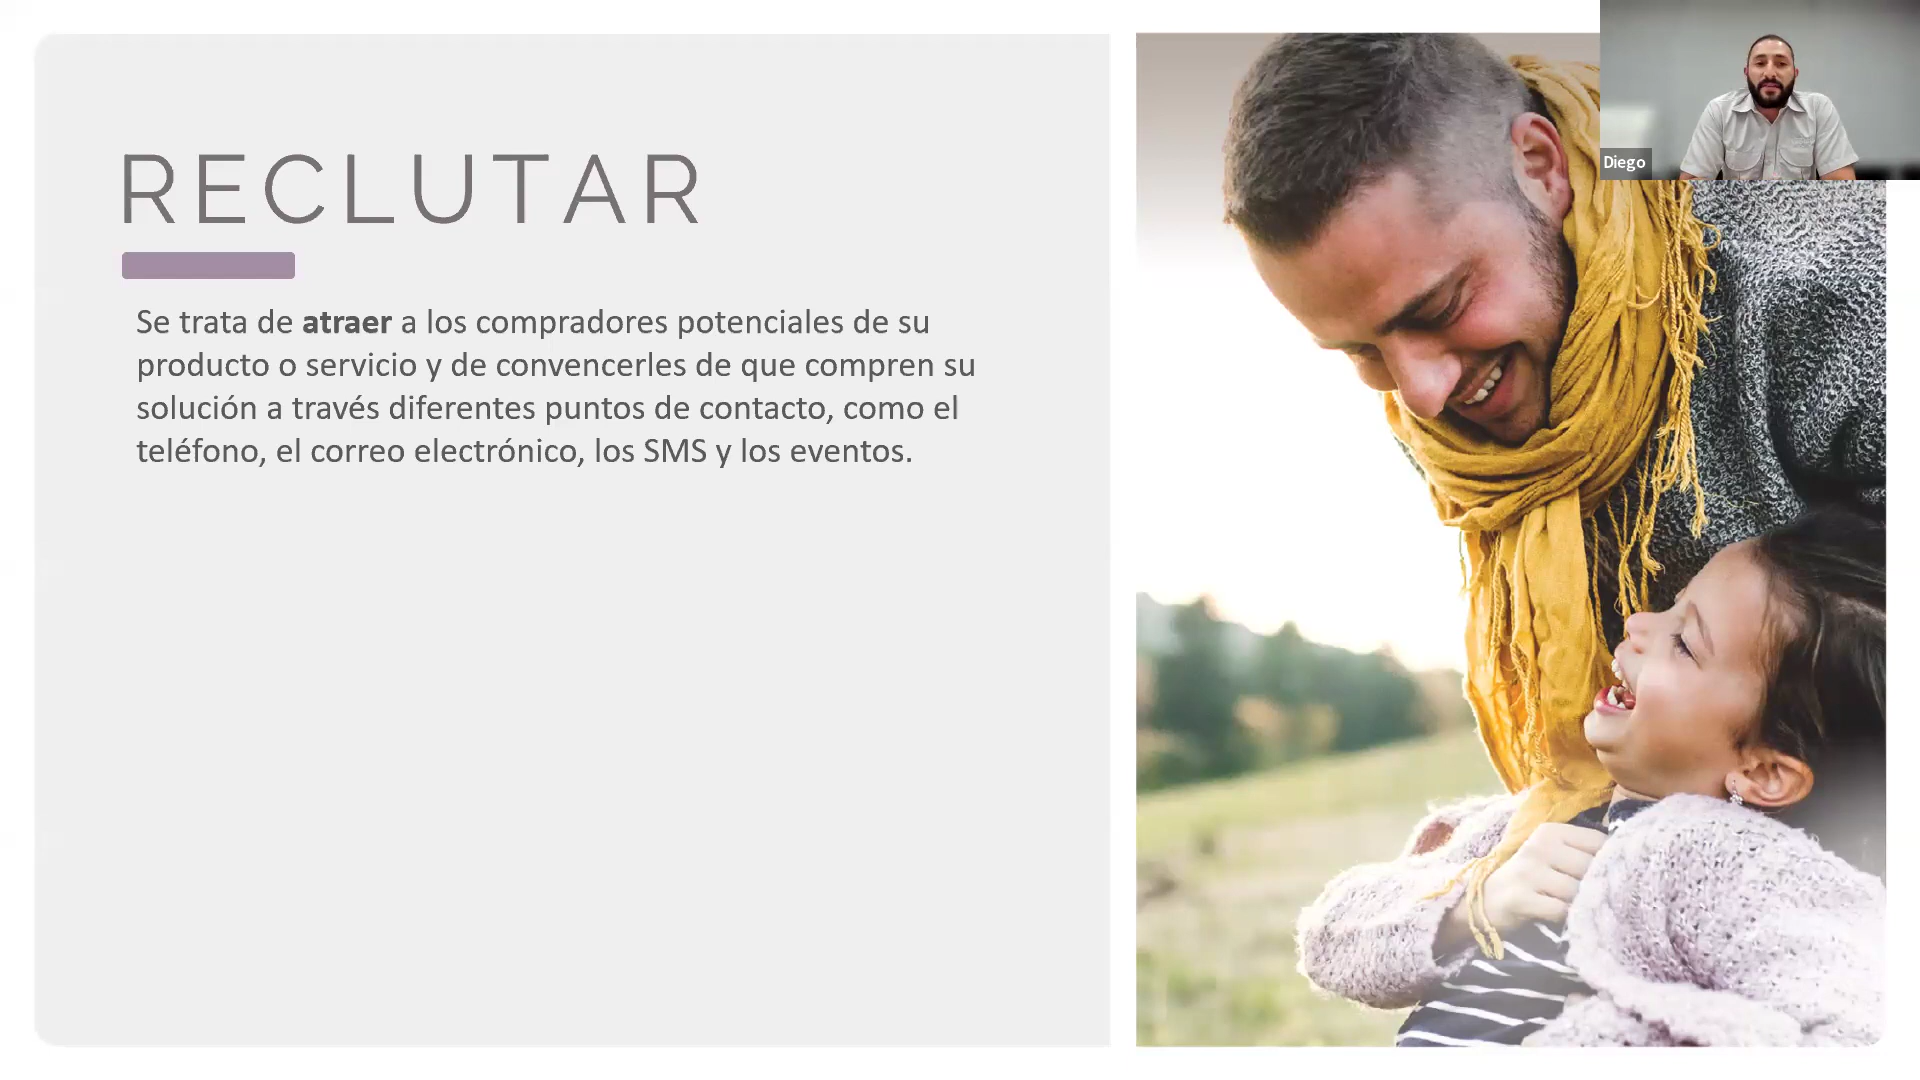 RECLUTAR
Se trata de atraer a los compradores potenciales de su
producto o servicio y de convencerles de que compren su
solución a través diferentes puntos de contacto, como el
teléfono, el correo electrónico, los SMS y los eventos.
Diego